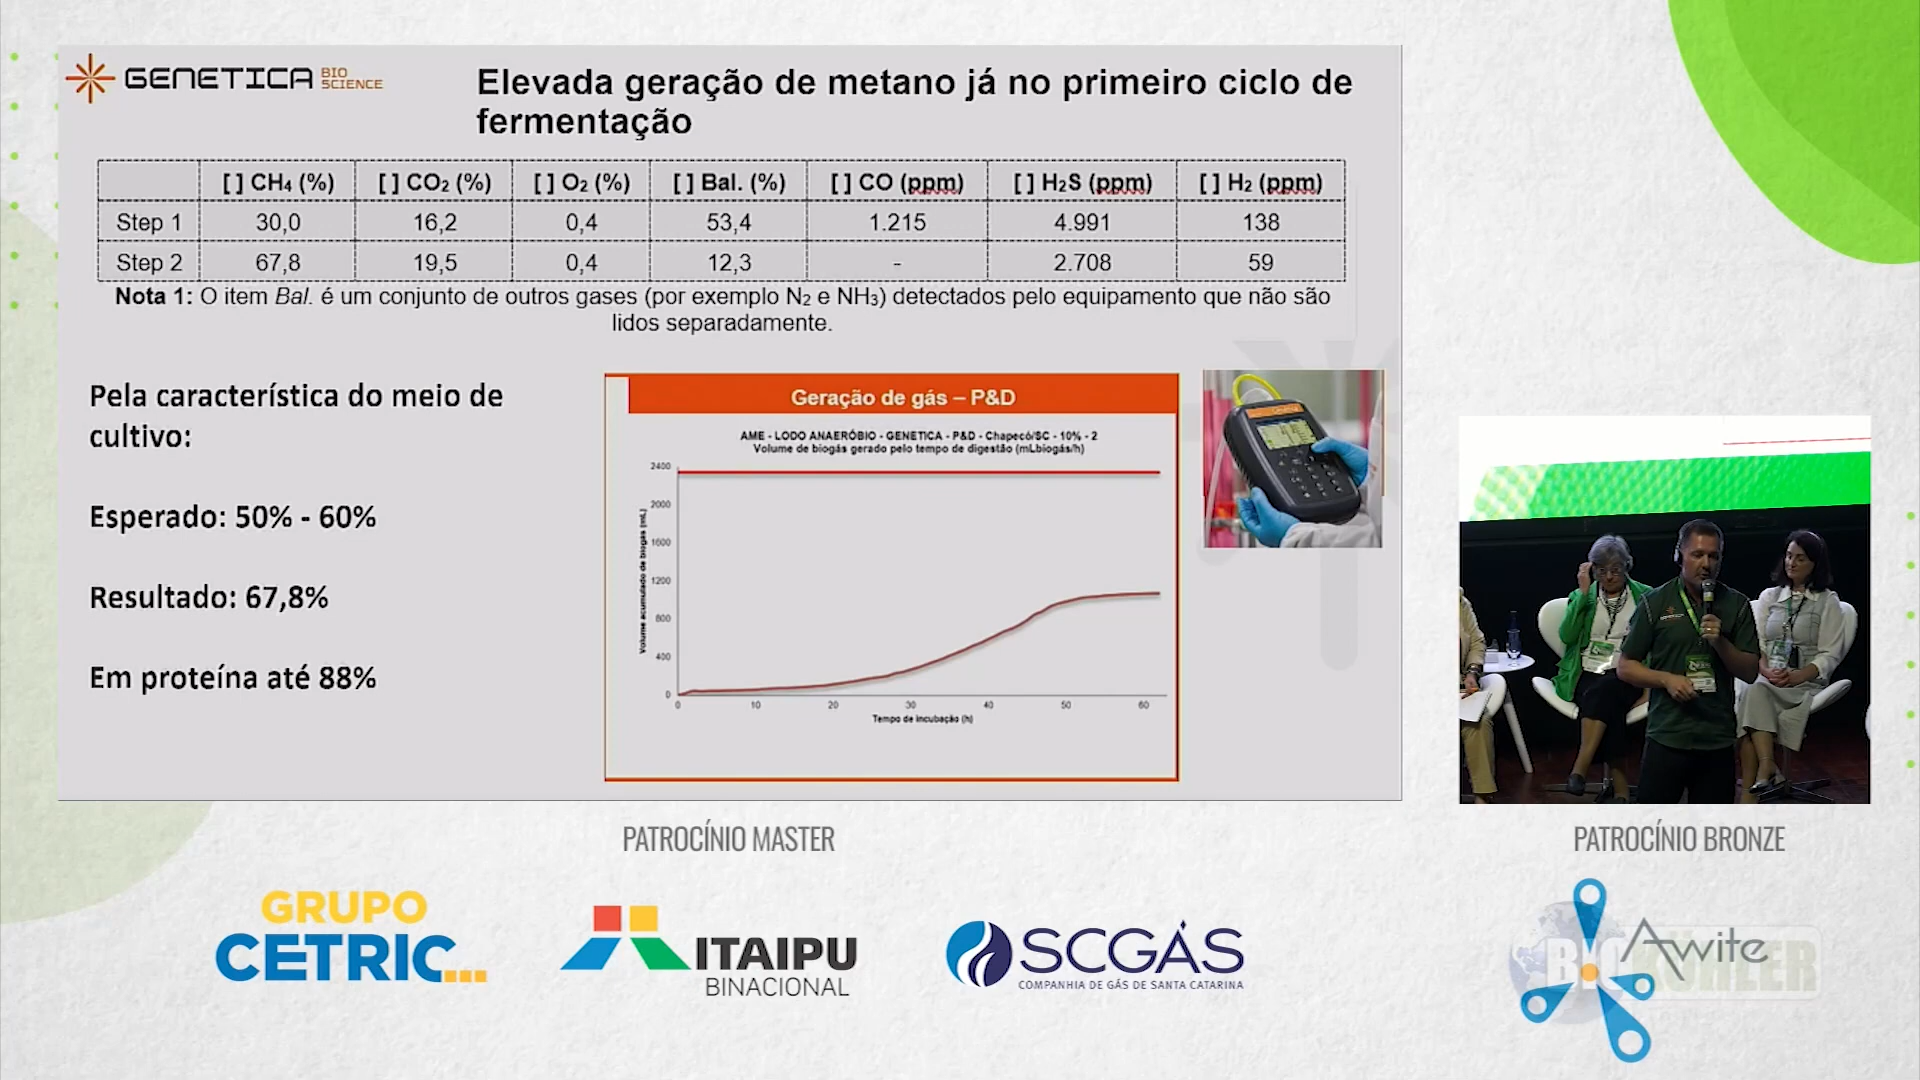 GENETICA BIO SCIENCE
Elevada geração de metano já no primeiro ciclo de
fermentação
[ ] CH₄ (%) [ ] CO₂ (%) [ ] O₂ (%) [ ] Bal. (%) [ ] CO (ppm) [ ] H₂S (ppm) [ ] H₂ (ppm)
Step 1 30,0 16,2 0,4 53,4 1.215 4.991 138
Step 2 67,8 19,5 0,4 12,3 - 2.708 59
Nota 1: O item Bal. é um conjunto de outros gases (por exemplo N₂ e NH₃) detectados pelo equipamento que não são
lidos separadamente.
Pela característica do meio de
cultivo:
Esperado: 50% - 60%
Resultado: 67,8%
Em proteína até 88%
Geração de gás – P&D
AME - LODO ANAERÓBIO - GENETICA - P&D - Chapecó/SC - 10% - 2
Volume de biogás gerado pelo tempo de digestão (mLbiogás/h)
Volume acumulado de biogás (mL)
2400
2000
1600
1200
800
400
0
0 10 20 30 40 50 60
Tempo de incubação (h)
PATROCÍNIO MASTER
GRUPO
CETRIC...
ITAIPU
BINACIONAL
SCGÁS
COMPANHIA DE GÁS DE SANTA CATARINA
PATROCÍNIO BRONZE
Awite